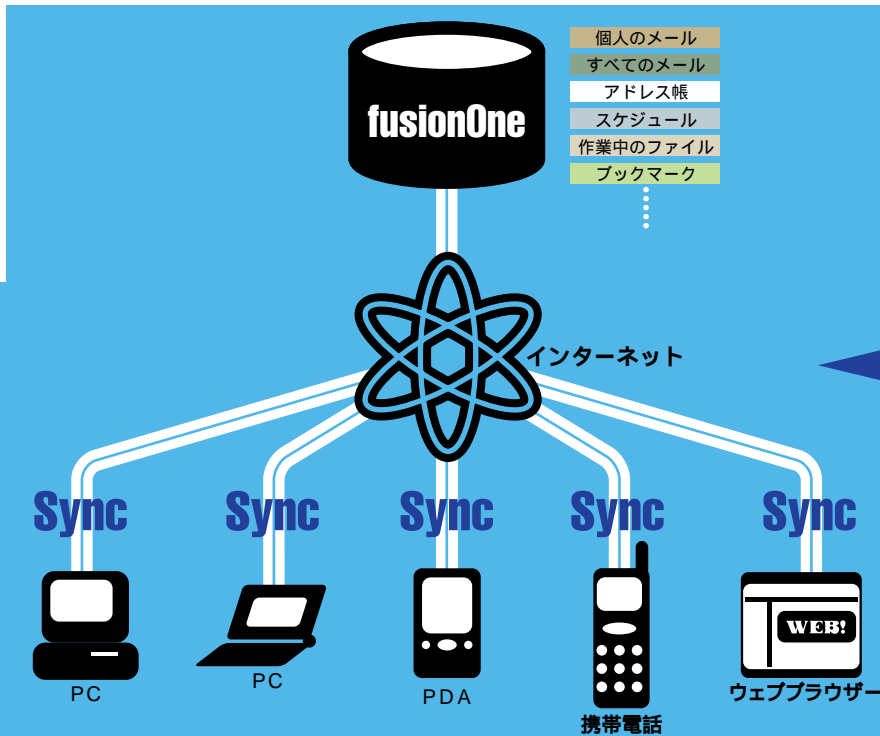 fusionOne
個人のメール
すべてのメール
アドレス帳
スケジュール
作業中のファイル
ブックマーク
インターネット
Sync Sync Sync Sync Sync
WEB!
PC PC PDA 携帯電話 ウェブブラウザー